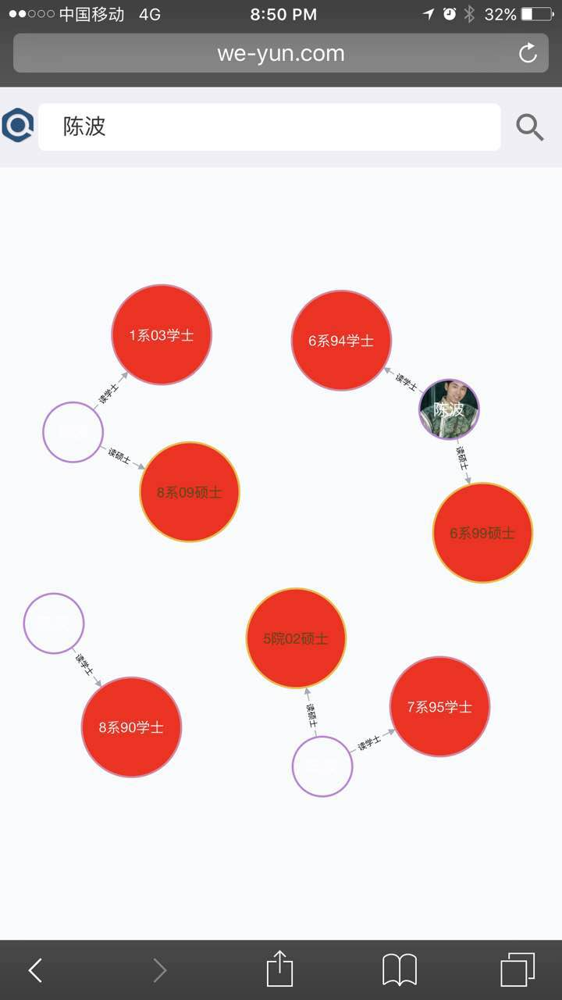 中国移动 4G 8:50 PM 32%
we-yun.com
陈波
1系03学士
6系94学士
读学士
读学士
陈波
读硕士
读硕士
8系09硕士
6系99硕士
5院02硕士
读学士
7系95学士
读硕士
8系90学士
读学士